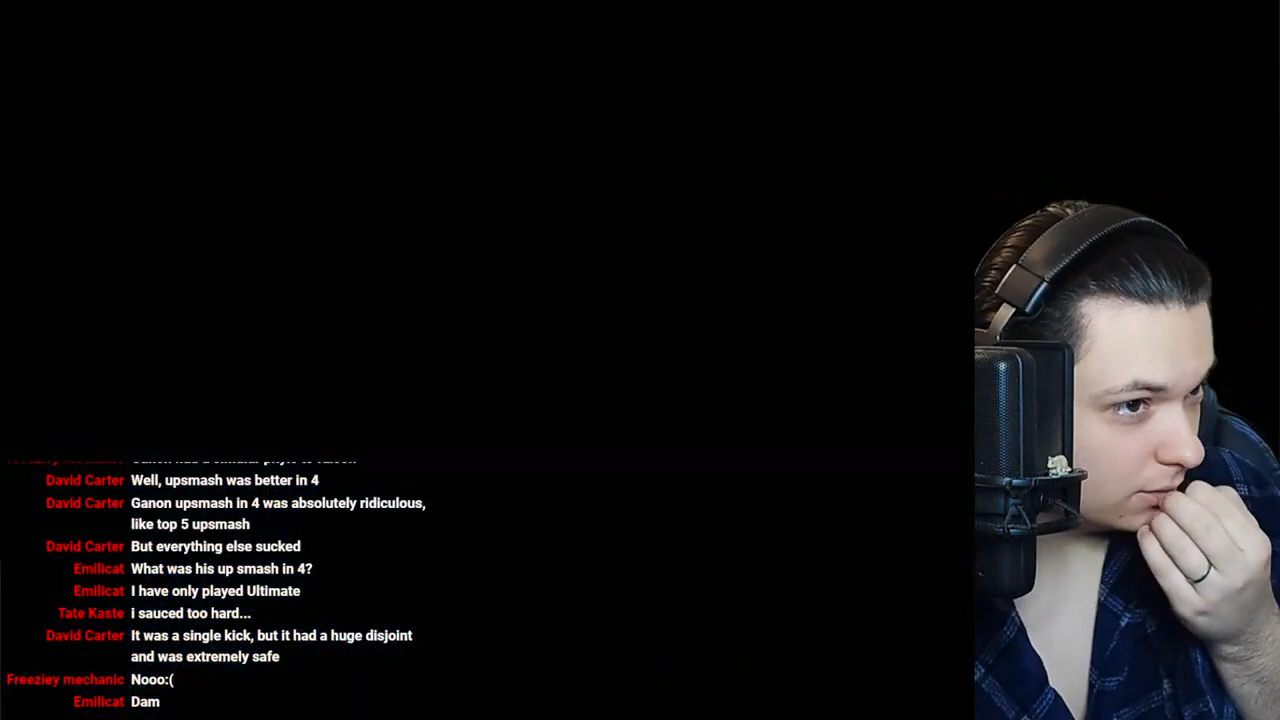 David Carter Well, upsmash was better in 4
David Carter Ganon upsmash in 4 was absolutely ridiculous,
like top 5 upsmash
David Carter But everything else sucked
Emilicat What was his up smash in 4?
Emilicat I have only played Ultimate
Tate Kaste i sauced too hard...
David Carter It was a single kick, but it had a huge disjoint
and was extremely safe
Freezley mechanic Nooo:(
Emilicat Dam